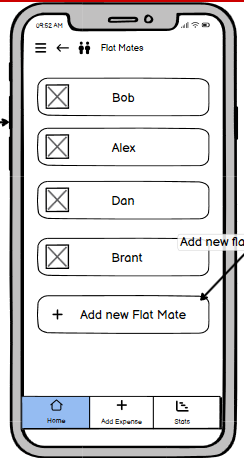 09:52 AM
Flat Mates
Bob
Alex
Dan
Brant
Add new
+ Add new Flat Mate
Home
Add Expense
Stats